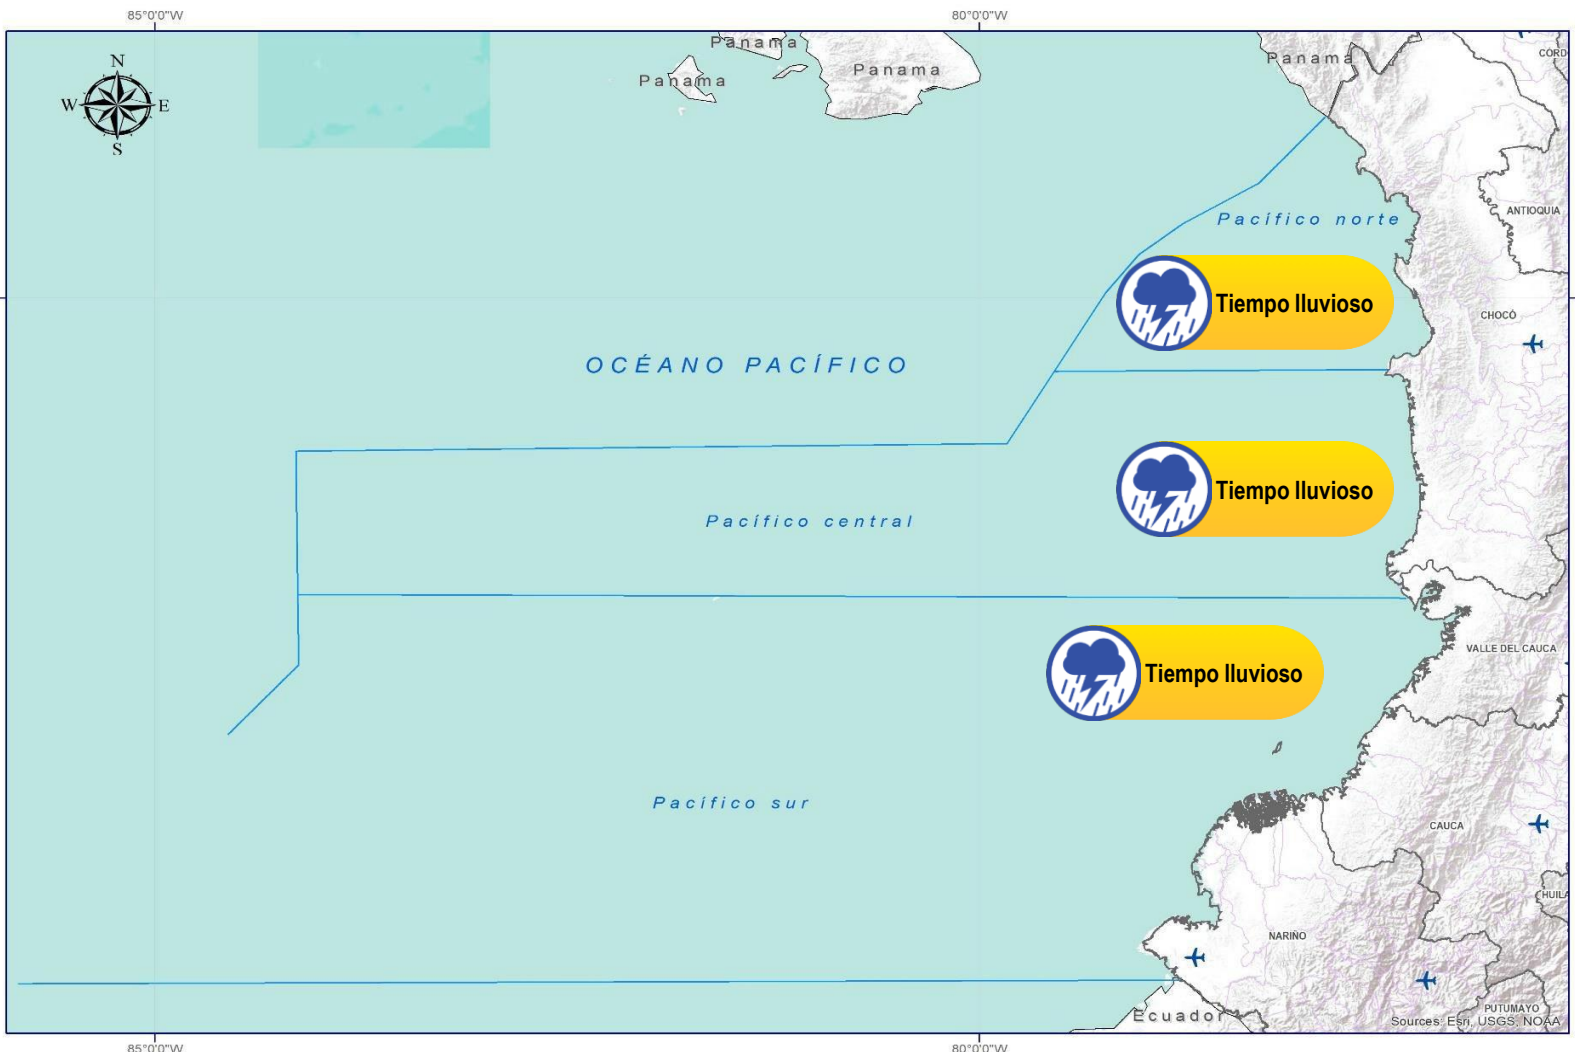 85°0'0"W
80°0'0"W
N
W
E
S
Panama
Panama
Panama
Panama
CORD
ANTIOQUIA
Pacífico norte
Tiempo lluvioso
CHOCÓ
OCÉANO PACÍFICO
Tiempo lluvioso
Pacífico central
VALLE DEL CAUCA
Tiempo lluvioso
Pacífico sur
CAUCA
HUILA
NARIÑO
PUTUMAYO
Ecuador
Sources: Esri, USGS, NOAA
85°0'0"W
80°0'0"W